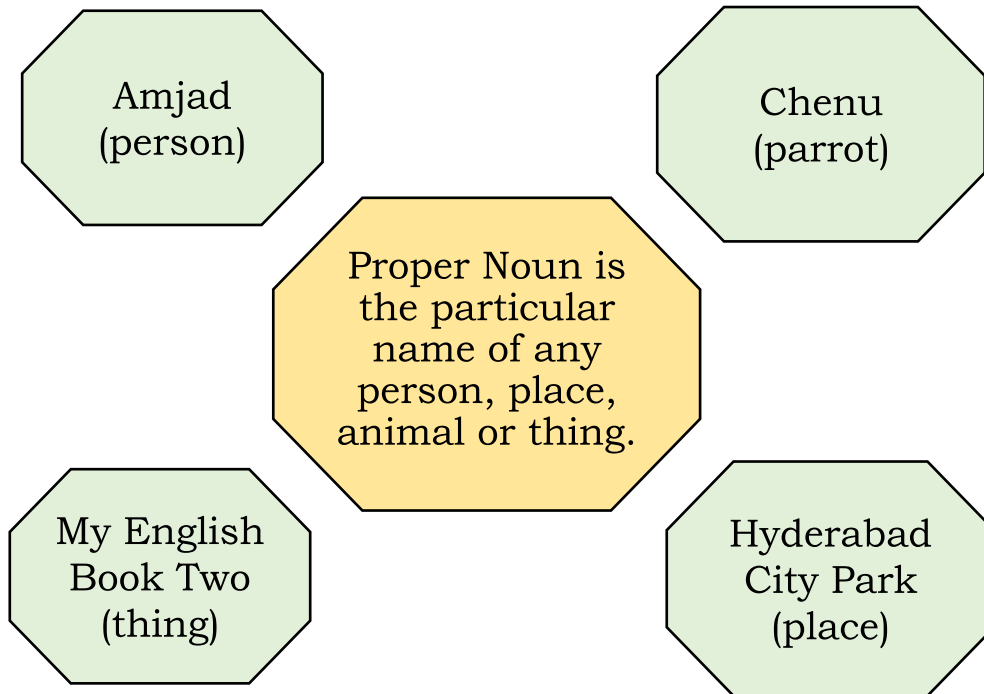 Amjad
(person)
Chenu
(parrot)
Proper Noun is
the particular
name of any
person, place,
animal or thing.
My English
Book Two
(thing)
Hyderabad
City Park
(place)